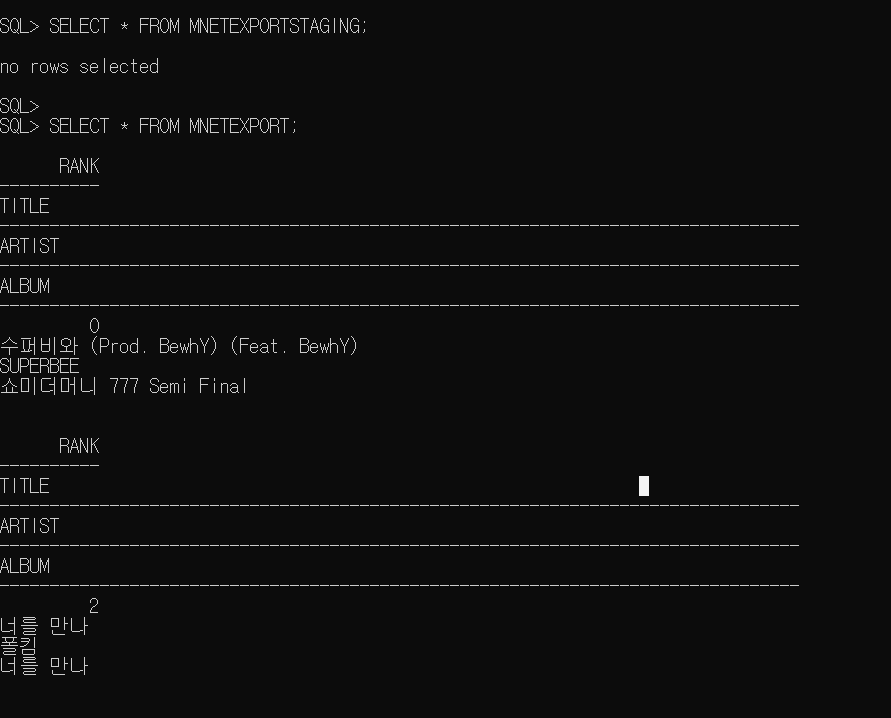 SQL> SELECT * FROM MNETEXPORTSTAGING;
no rows selected
SQL>
SQL> SELECT * FROM MNETEXPORT;
RANK
----------
TITLE
--------------------------------------------------------------------------------
ARTIST
--------------------------------------------------------------------------------
ALBUM
--------------------------------------------------------------------------------
0
수퍼비와 (Prod. BewhY) (Feat. BewhY)
SUPERBEE
쇼미더머니 777 Semi Final
RANK
----------
TITLE
--------------------------------------------------------------------------------
ARTIST
--------------------------------------------------------------------------------
ALBUM
--------------------------------------------------------------------------------
2
너를 만나
폴킴
너를 만나